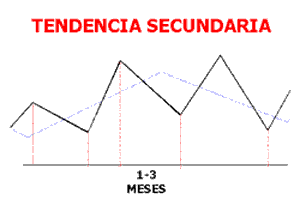 TENDENCIA SECUNDARIA
1-3
MESES